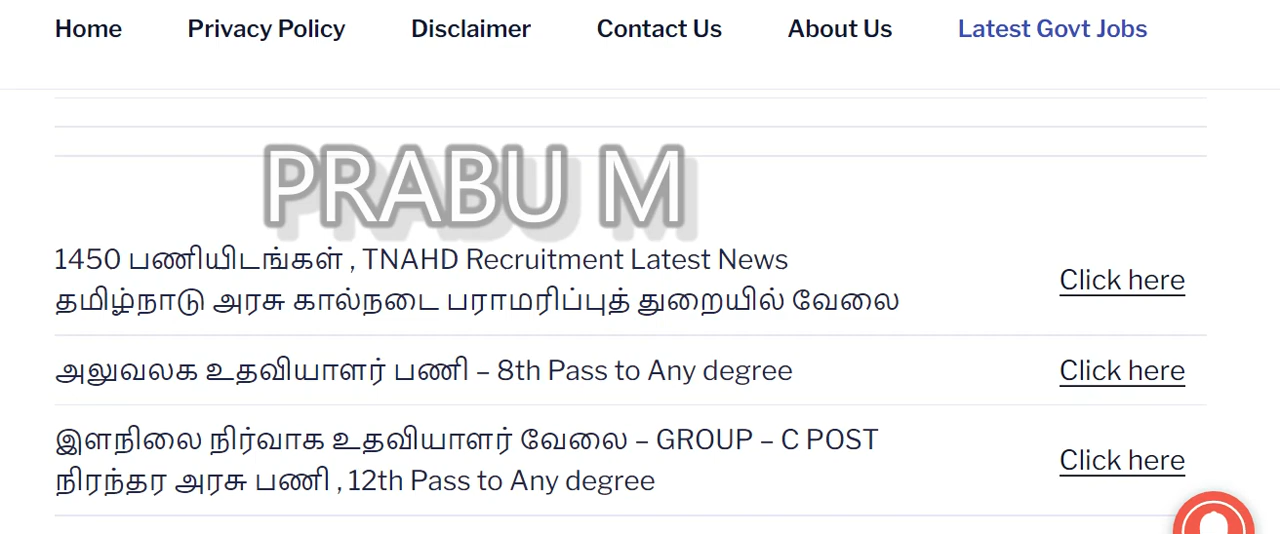 Home Privacy Policy Disclaimer Contact Us About Us Latest Govt Jobs
PRABU M
1450 பணியிடங்கள் , TNAHD Recruitment Latest News
தமிழ்நாடு அரசு கால்நடை பராமரிப்புத் துறையில் வேலை
Click here
அலுவலக உதவியாளர் பணி – 8th Pass to Any degree
Click here
இளநிலை நிர்வாக உதவியாளர் வேலை – GROUP – C POST
நிரந்தர அரசு பணி , 12th Pass to Any degree
Click here